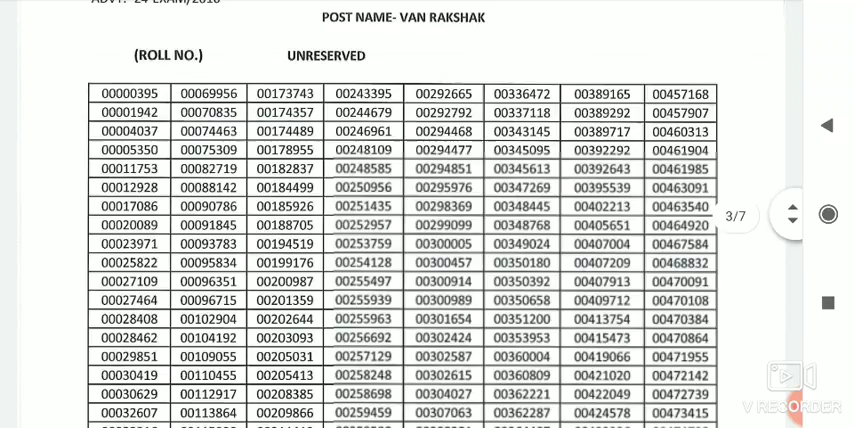 ADVT. 24-EXAM/2016
POST NAME- VAN RAKSHAK
(ROLL NO.) UNRESERVED
00000395 00069956 00173743 00243395 00292665 00336472 00389165 00457168
00001942 00070835 00174357 00244679 00292792 00337118 00389292 00457907
00004037 00074463 00174489 00246961 00294468 00343145 00389717 00460313
00005350 00075309 00178955 00248109 00294477 00345095 00392292 00461904
00011753 00082719 00182837 00248585 00294851 00345613 00392643 00461985
00012928 00088142 00184499 00250956 00295976 00347269 00395539 00463091
00017086 00090786 00185926 00251435 00298369 00348445 00402213 00463540
00020089 00091845 00188705 00252957 00299099 00348768 00405651 00464920
00023971 00093783 00194519 00253759 00300005 00349024 00407004 00467584
00025822 00095834 00199176 00254128 00300457 00350180 00407209 00468832
00027109 00096351 00200987 00255497 00300914 00350392 00407913 00470091
00027464 00096715 00201359 00255939 00300989 00350658 00409712 00470108
00028408 00102904 00202644 00255963 00301654 00351200 00413754 00470384
00028462 00104192 00203093 00256692 00302424 00353953 00415473 00470864
00029851 00109055 00205031 00257129 00302587 00360004 00419066 00471955
00030419 00110455 00205413 00258248 00302615 00360809 00421020 00472142
00030629 00112917 00208385 00258698 00304027 00362221 00422049 00472739
00032607 00113864 00209866 00259459 00307063 00362287 00424578 00473415
3/7
V RECORDER